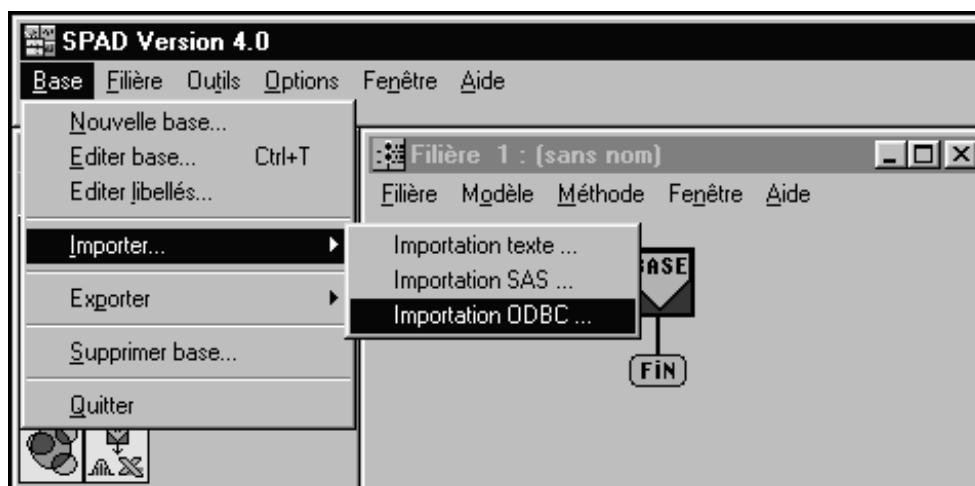 SPAD Version 4.0
Base Filière Outils Options Fenêtre Aide
Nouvelle base...
Editer base... Ctrl+T
Editer libellés...
Importer...
Exporter
Supprimer base...
Quitter
Importation texte ...
Importation SAS ...
Importation ODBC ...
Filière 1 : (sans nom)
Filière Modèle Méthode Fenêtre Aide
FiN